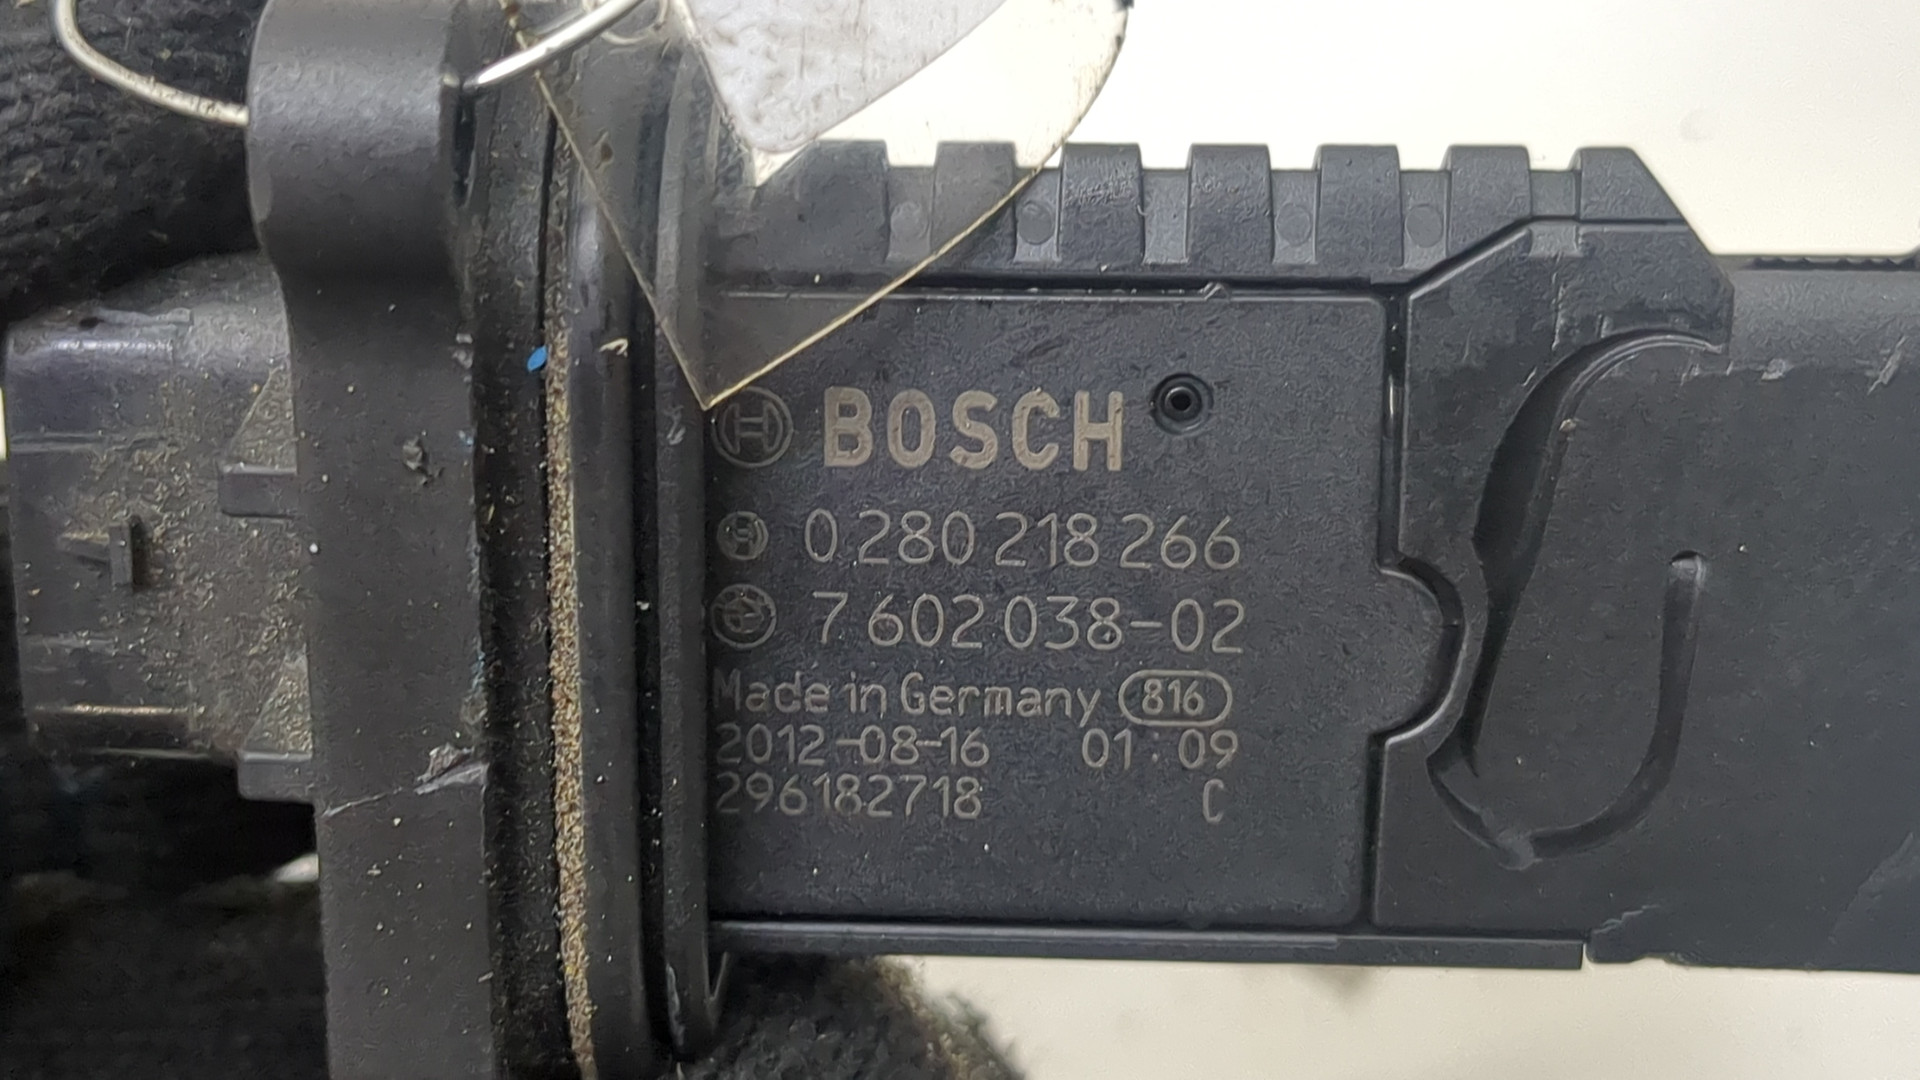 BOSCH
0 280 218 266
7 602 038-02
Made in Germany 816
2012-08-16 01:09
296182718 C